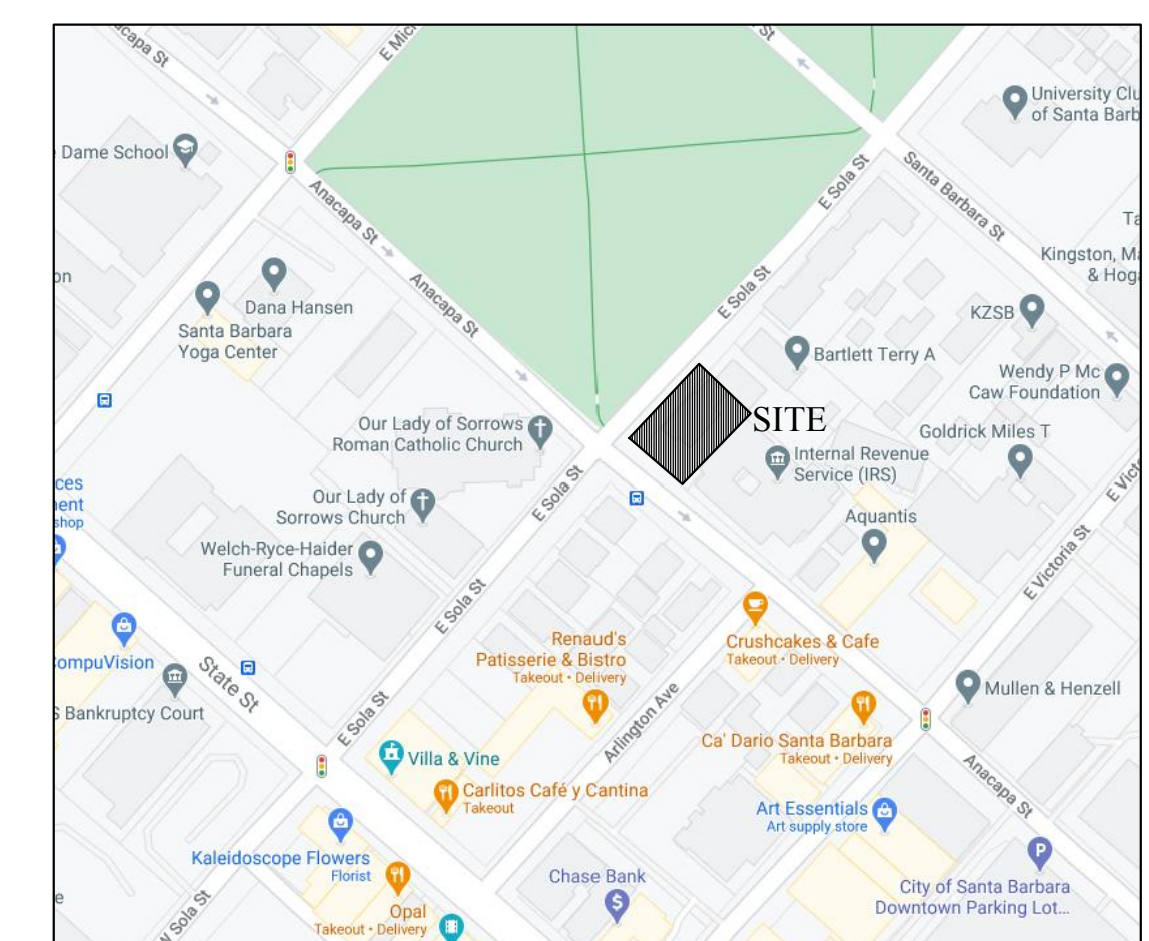 Anacapa St
University Clu
of Santa Barb
Dame School
E Sola St
Santa Barbara St
Anacapa St
Kingston, Ma
& Hoga
Dana Hansen
Santa Barbara
Yoga Center
Anacapa St
E Sola St
KZSB
Bartlett Terry A
Wendy P Mc
Caw Foundation
SITE
Our Lady of Sorrows
Roman Catholic Church
Goldrick Miles T
Internal Revenue
Service (IRS)
E Sola St
Our Lady of
Sorrows Church
Aquantis
E Victoria St
Welch-Ryce-Haider
Funeral Chapels
E Sola St
Renaud's
Patisserie & Bistro
Takeout • Delivery
Crushcakes & Cafe
Takeout • Delivery
ompuVision
State St
S Bankruptcy Court
E Sola St
Arlington Ave
Mullen & Henzell
Ca' Dario Santa Barbara
Takeout • Delivery
Villa & Vine
Carlitos Café y Cantina
Takeout
Anacapa St
Art Essentials
Art supply store
Kaleidoscope Flowers
Florist
Chase Bank
City of Santa Barbara
Downtown Parking Lot...
W Sola St
Opal
Takeout • Delivery